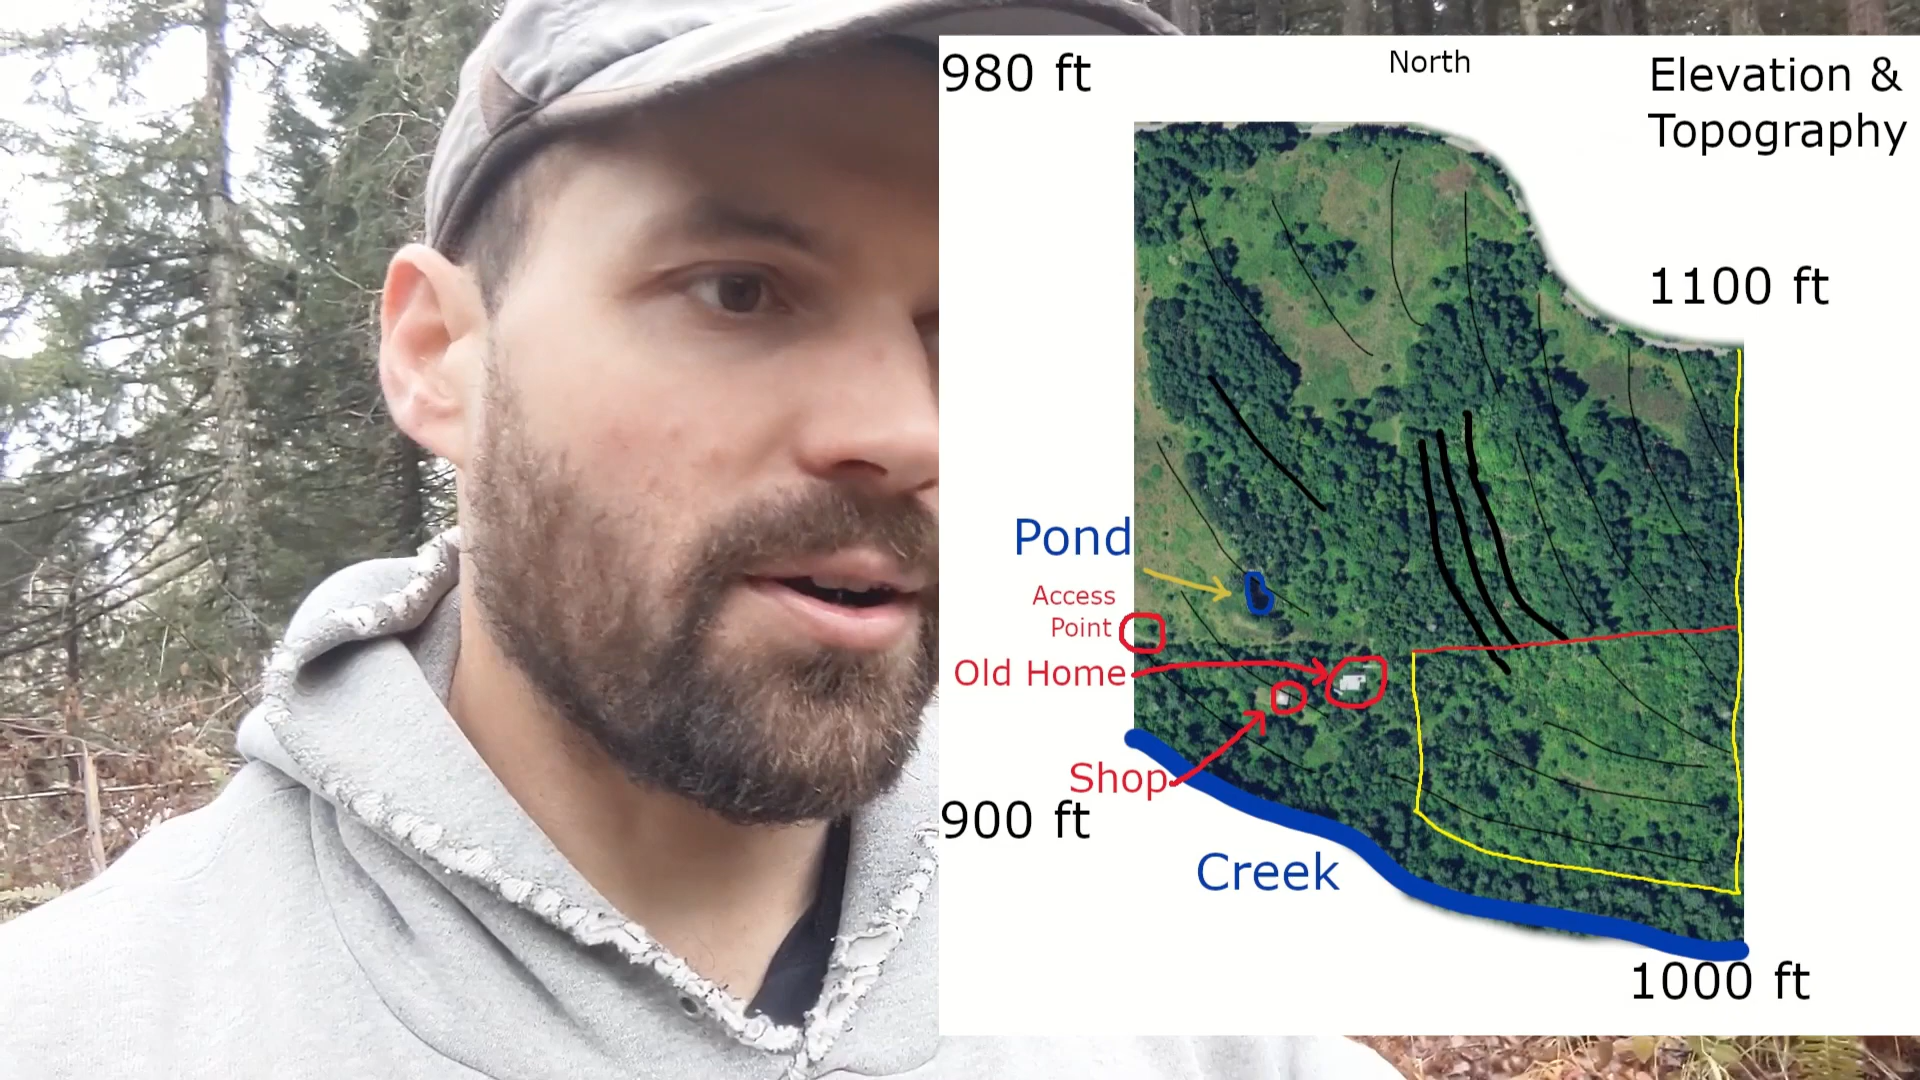 980 ft
North
Elevation &
Topography
1100 ft
Pond
Access
Point
Old Home
Shop
900 ft
Creek
1000 ft